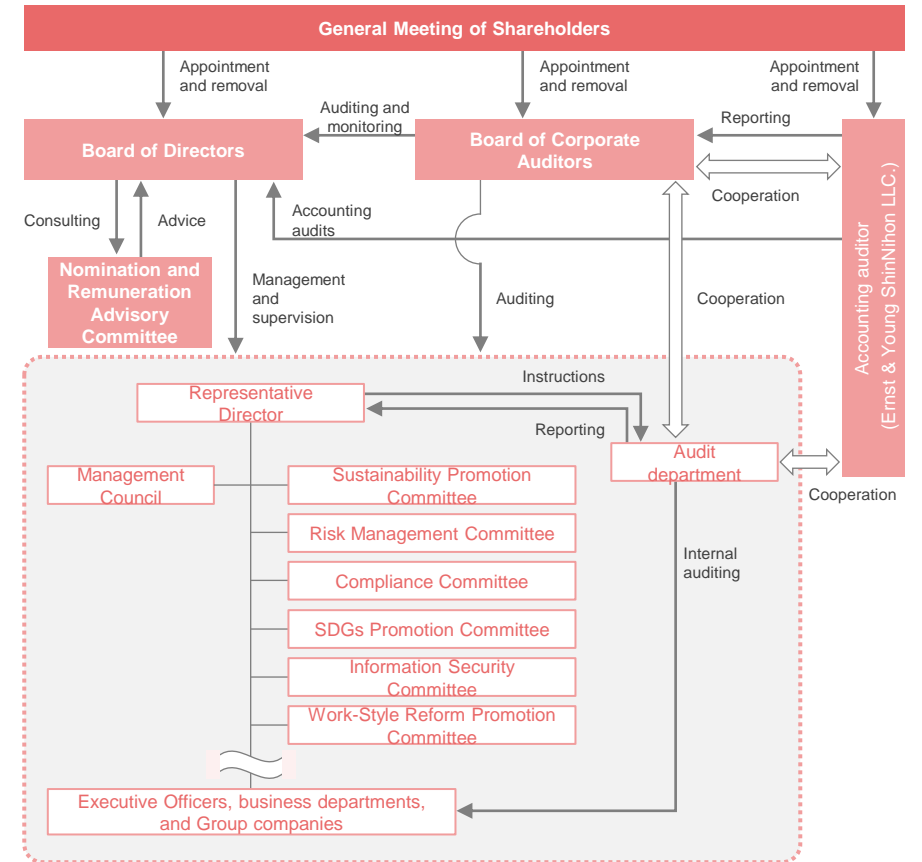 General Meeting of Shareholders
Appointment
and removal
Appointment
and removal
Appointment
and removal
Auditing and
monitoring
Reporting
Board of Directors
Board of Corporate
Auditors
Cooperation
Accounting auditor
(Ernst & Young ShinNihon LLC.)
Consulting
Advice
Accounting
audits
Nomination and
Remuneration
Advisory
Committee
Management
and
supervision
Auditing
Cooperation
Instructions
Representative
Director
Reporting
Audit
department
Cooperation
Management
Council
Sustainability Promotion
Committee
Risk Management Committee
Internal
auditing
Compliance Committee
SDGs Promotion Committee
Information Security
Committee
Work-Style Reform Promotion
Committee
Executive Officers, business departments,
and Group companies